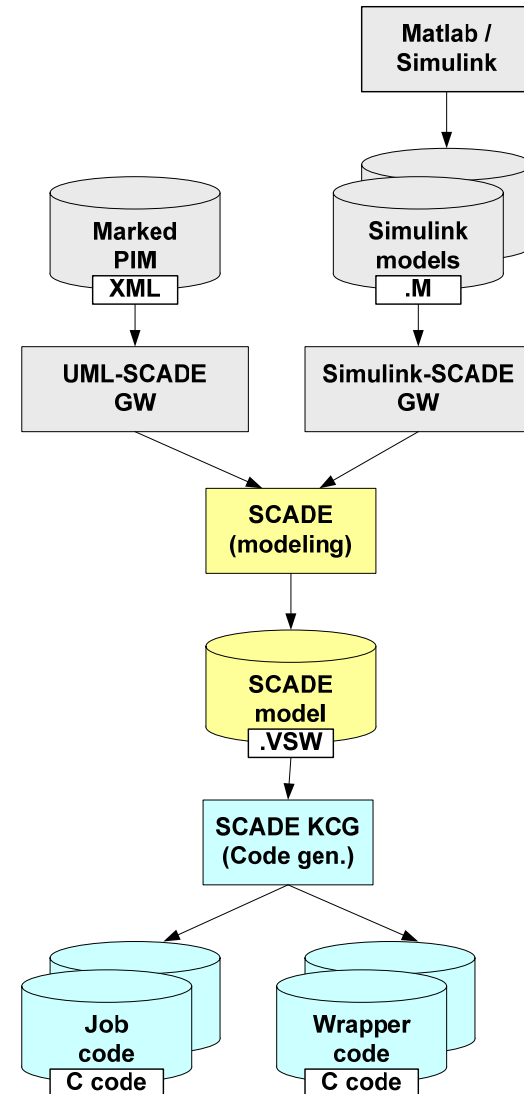 Matlab /
Simulink
Marked
PIM
XML
Simulink
models
.M
UML-SCADE
GW
Simulink-SCADE
GW
SCADE
(modeling)
SCADE
model
.VSW
SCADE KCG
(Code gen.)
Job
code
C code
Wrapper
code
C code